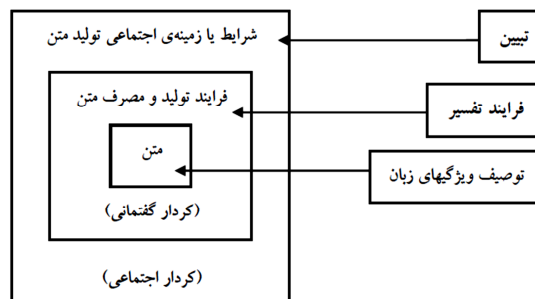 شرایط یا زمینه‌ی اجتماعی تولید متن
تبیین
فرایند تولید و مصرف متن
فرایند تفسیر
متن
توصیف ویژگیهای زبان
(کردار گفتمانی)
(کردار اجتماعی)